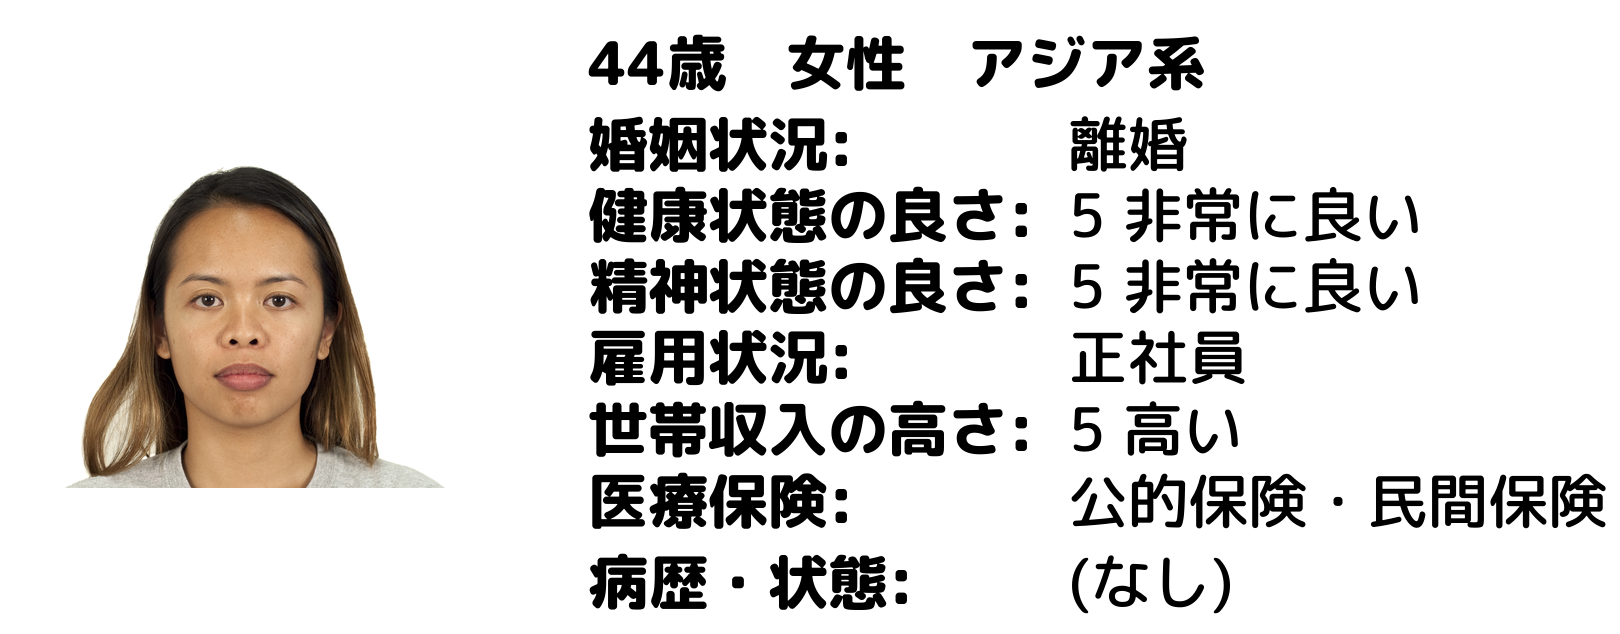 44歳　女性　アジア系
婚姻状況: 離婚
健康状態の良さ: 5 非常に良い
精神状態の良さ: 5 非常に良い
雇用状況: 正社員
世帯収入の高さ: 5 高い
医療保険: 公的保険・民間保険
病歴・状態: (なし)